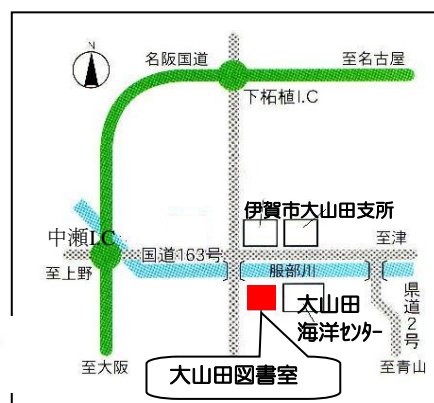 N
名阪国道
至名古屋
下柘植I.C
伊賀市大山田支所
中瀬I.C
国道163号
至津
至上野
服部川
大山田
海洋センター
県道2号
大山田図書室
至大阪
至青山